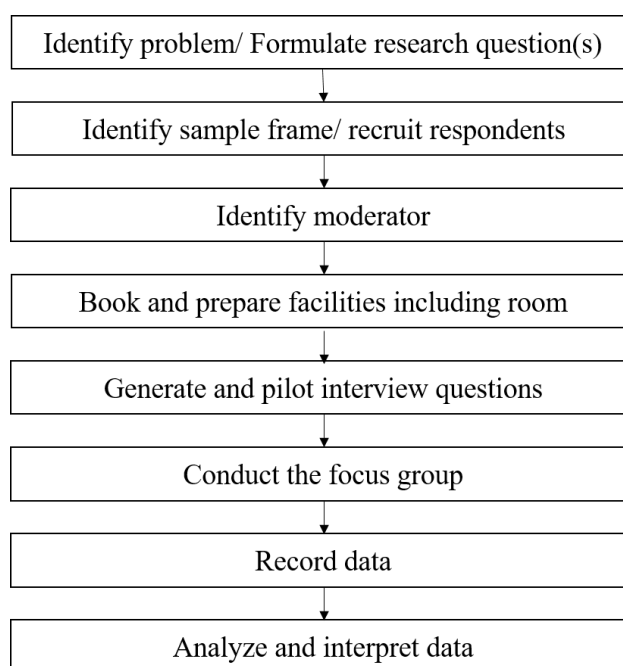 Identify problem/ Formulate research question(s)
Identify sample frame/ recruit respondents
Identify moderator
Book and prepare facilities including room
Generate and pilot interview questions
Conduct the focus group
Record data
Analyze and interpret data